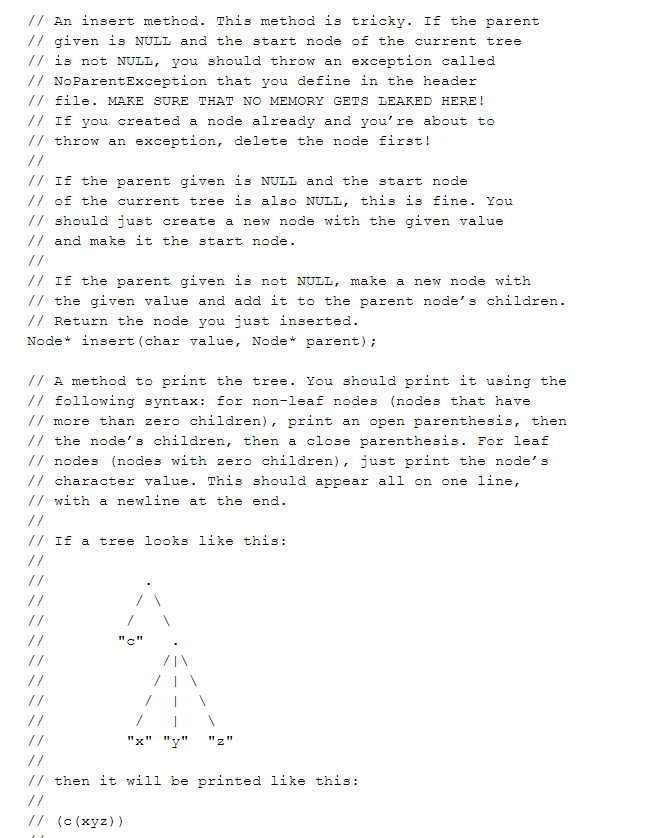 // An insert method. This method is tricky. If the parent
// given is NULL and the start node of the current tree
// is not NULL, you should throw an exception called
// NoParentException that you define in the header
// file. MAKE SURE THAT NO MEMORY GETS LEAKED HERE!
// If you created a node already and you’re about to
// throw an exception, delete the node first!
//
// If the parent given is NULL and the start node
// of the current tree is also NULL, this is fine. You
// should just create a new node with the given value
// and make it the start node.
//
// If the parent given is not NULL, make a new node with
// the given value and add it to the parent node’s children.
// Return the node you just inserted.
Node* insert(char value, Node* parent);

// A method to print the tree. You should print it using the
// following syntax: for non-leaf nodes (nodes that have
// more than zero children), print an open parenthesis, then
// the node’s children, then a close parenthesis. For leaf
// nodes (nodes with zero children), just print the node’s
// character value. This should appear all on one line,
// with a newline at the end.
//
// If a tree looks like this:
//
//            .
//           / \
//          /   \
//        "c"    .
//              /|\
//             / | \
//            /  |  \
//           /   |   \
//         "x"  "y"  "z"
//
// then it will be printed like this:
//
// (c(xyz))